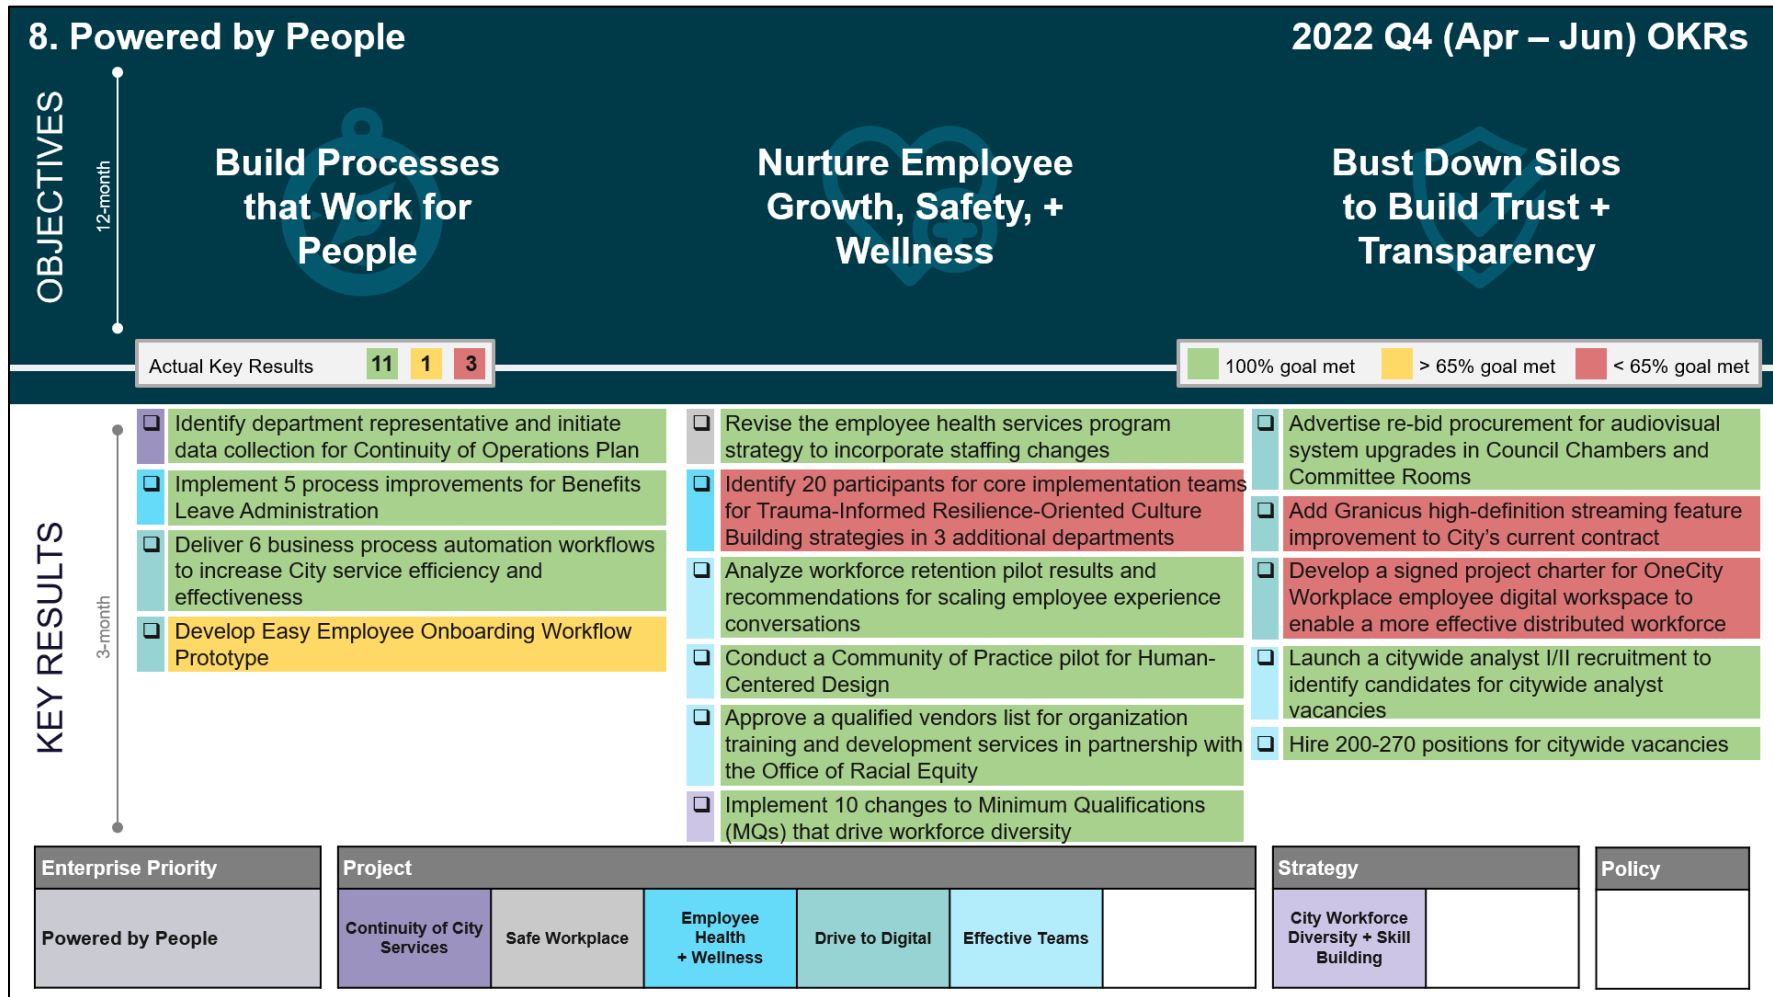 8. Powered by People
2022 Q4 (Apr – Jun) OKRs
OBJECTIVES
12-month
Build Processes
that Work for
People
Nurture Employee
Growth, Safety, +
Wellness
Bust Down Silos
to Build Trust +
Transparency
Actual Key Results 11 1 3
100% goal met > 65% goal met < 65% goal met
KEY RESULTS
3-month
Identify department representative and initiate
data collection for Continuity of Operations Plan
Implement 5 process improvements for Benefits
Leave Administration
Deliver 6 business process automation workflows
to increase City service efficiency and
effectiveness
Develop Easy Employee Onboarding Workflow
Prototype
Revise the employee health services program
strategy to incorporate staffing changes
Identify 20 participants for core implementation teams
for Trauma-Informed Resilience-Oriented Culture
Building strategies in 3 additional departments
Analyze workforce retention pilot results and
recommendations for scaling employee experience
conversations
Conduct a Community of Practice pilot for Human-
Centered Design
Approve a qualified vendors list for organization
training and development services in partnership with
the Office of Racial Equity
Implement 10 changes to Minimum Qualifications
(MQs) that drive workforce diversity
Advertise re-bid procurement for audiovisual
system upgrades in Council Chambers and
Committee Rooms
Add Granicus high-definition streaming feature
improvement to City’s current contract
Develop a signed project charter for OneCity
Workplace employee digital workspace to
enable a more effective distributed workforce
Launch a citywide analyst I/II recruitment to
identify candidates for citywide analyst
vacancies
Hire 200-270 positions for citywide vacancies
Enterprise Priority
Powered by People
Project
Continuity of City
Services
Safe Workplace
Employee
Health
+ Wellness
Drive to Digital
Effective Teams
Strategy
City Workforce
Diversity + Skill
Building
Policy